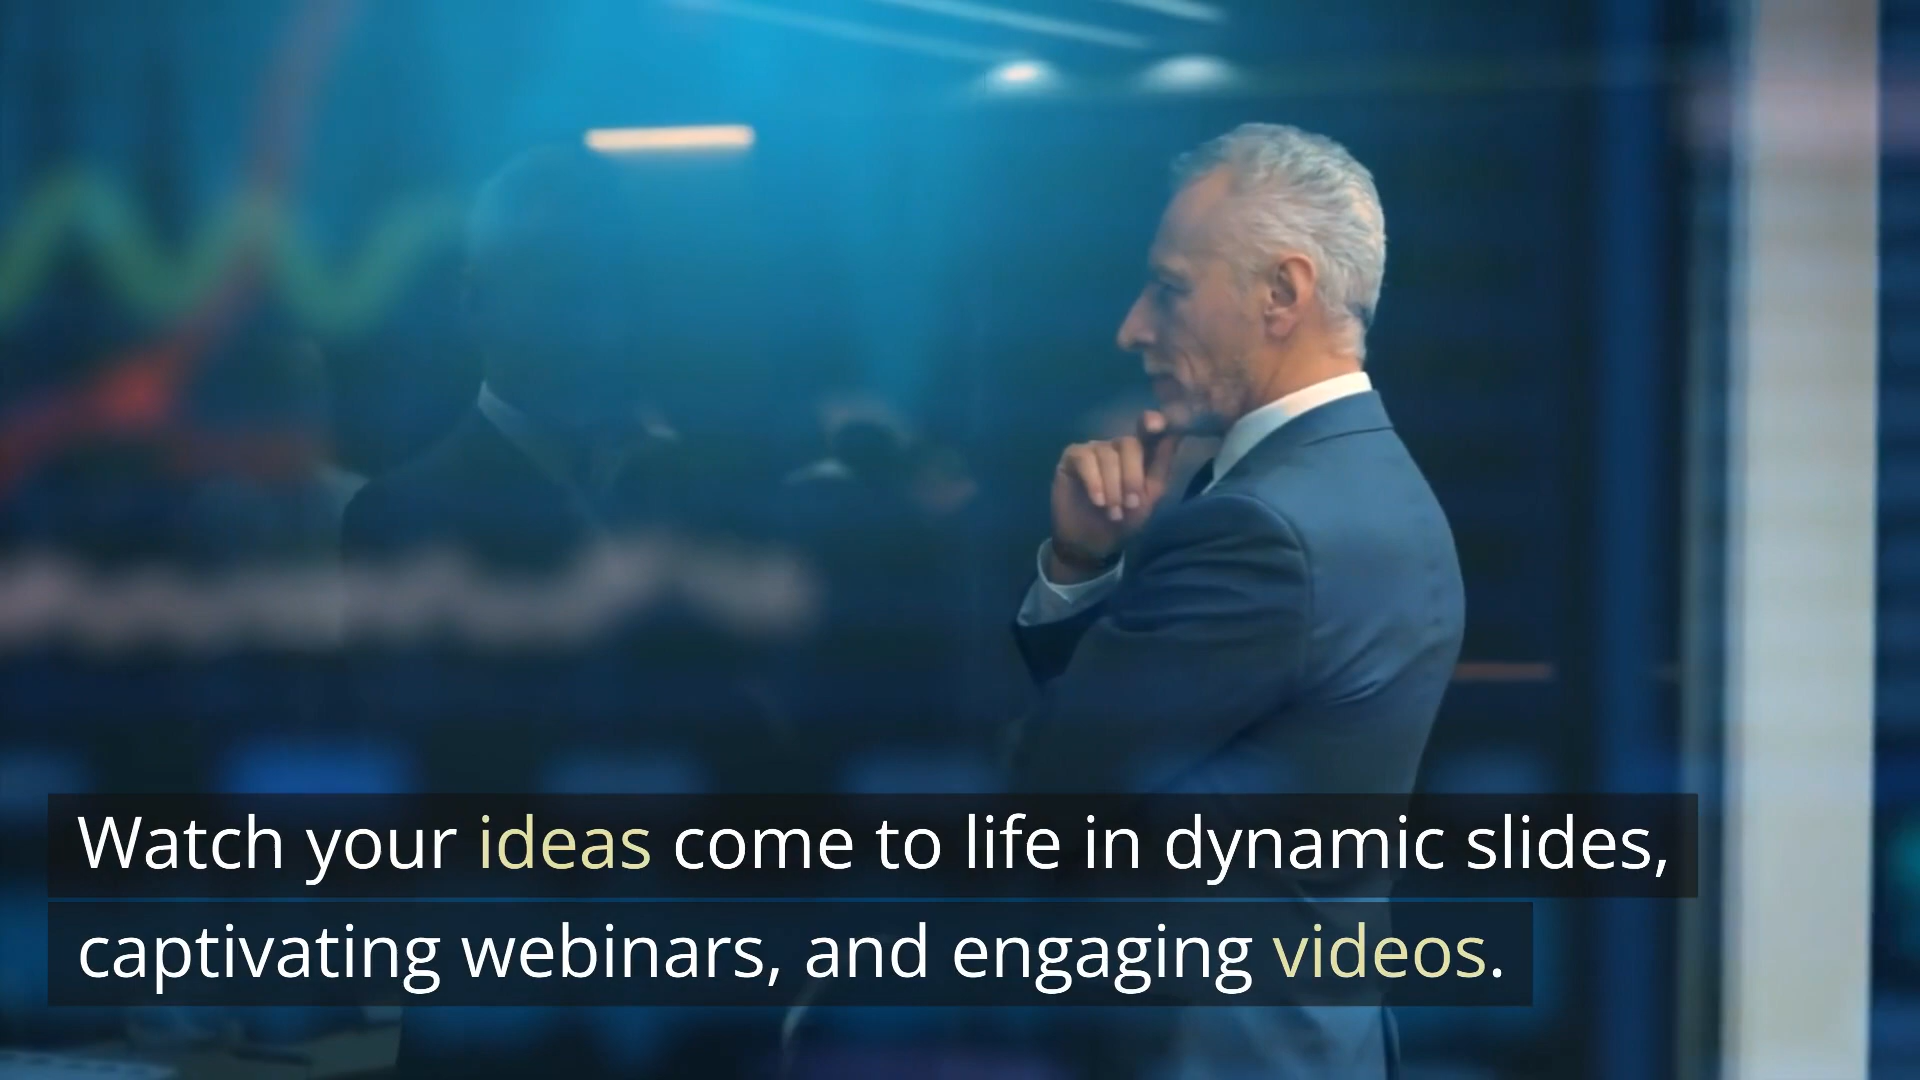 Watch your ideas come to life in dynamic slides,
captivating webinars, and engaging videos.